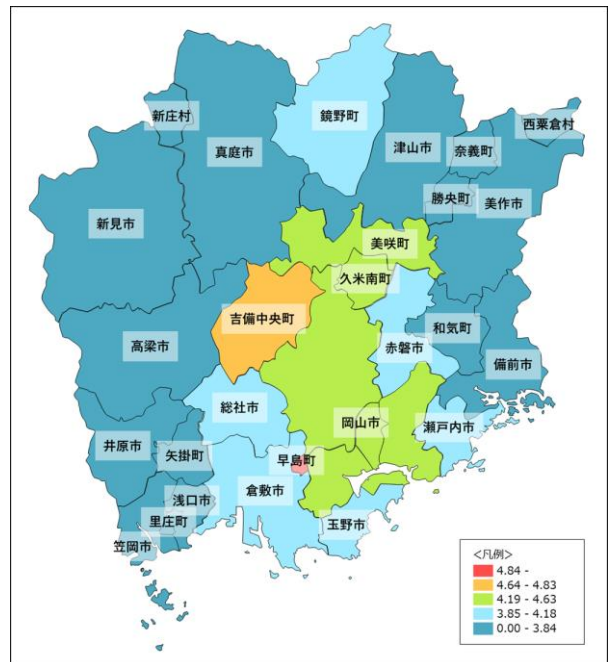 鏡野町
新庄村
西粟倉村
真庭市
津山市
奈義町
勝央町
美作市
新見市
美咲町
久米南町
吉備中央町
和気町
高梁市
赤磐市
備前市
総社市
岡山市
瀬戸内市
井原市
矢掛町
早島町
倉敷市
浅口市
里庄町
玉野市
笠岡市
<凡例>
4.84 -
4.64 - 4.83
4.19 - 4.63
3.85 - 4.18
0.00 - 3.84